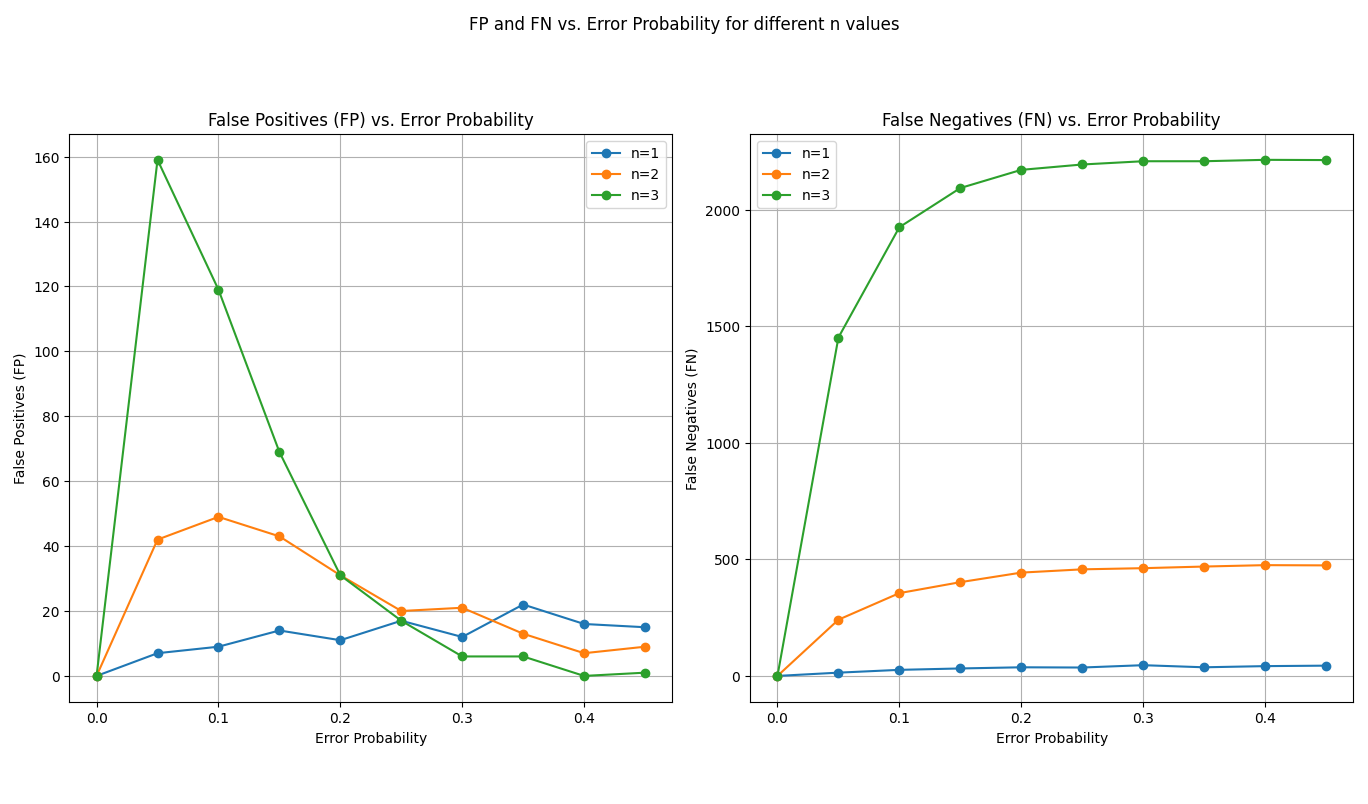 FP and FN vs. Error Probability for different n values
False Positives (FP) vs. Error Probability
160
140
120
100
80
60
40
20
0
False Positives (FP)
n=1
n=2
n=3
0.0 0.1 0.2 0.3 0.4
Error Probability
False Negatives (FN) vs. Error Probability
2000
1500
1000
500
0
False Negatives (FN)
n=1
n=2
n=3
0.0 0.1 0.2 0.3 0.4
Error Probability